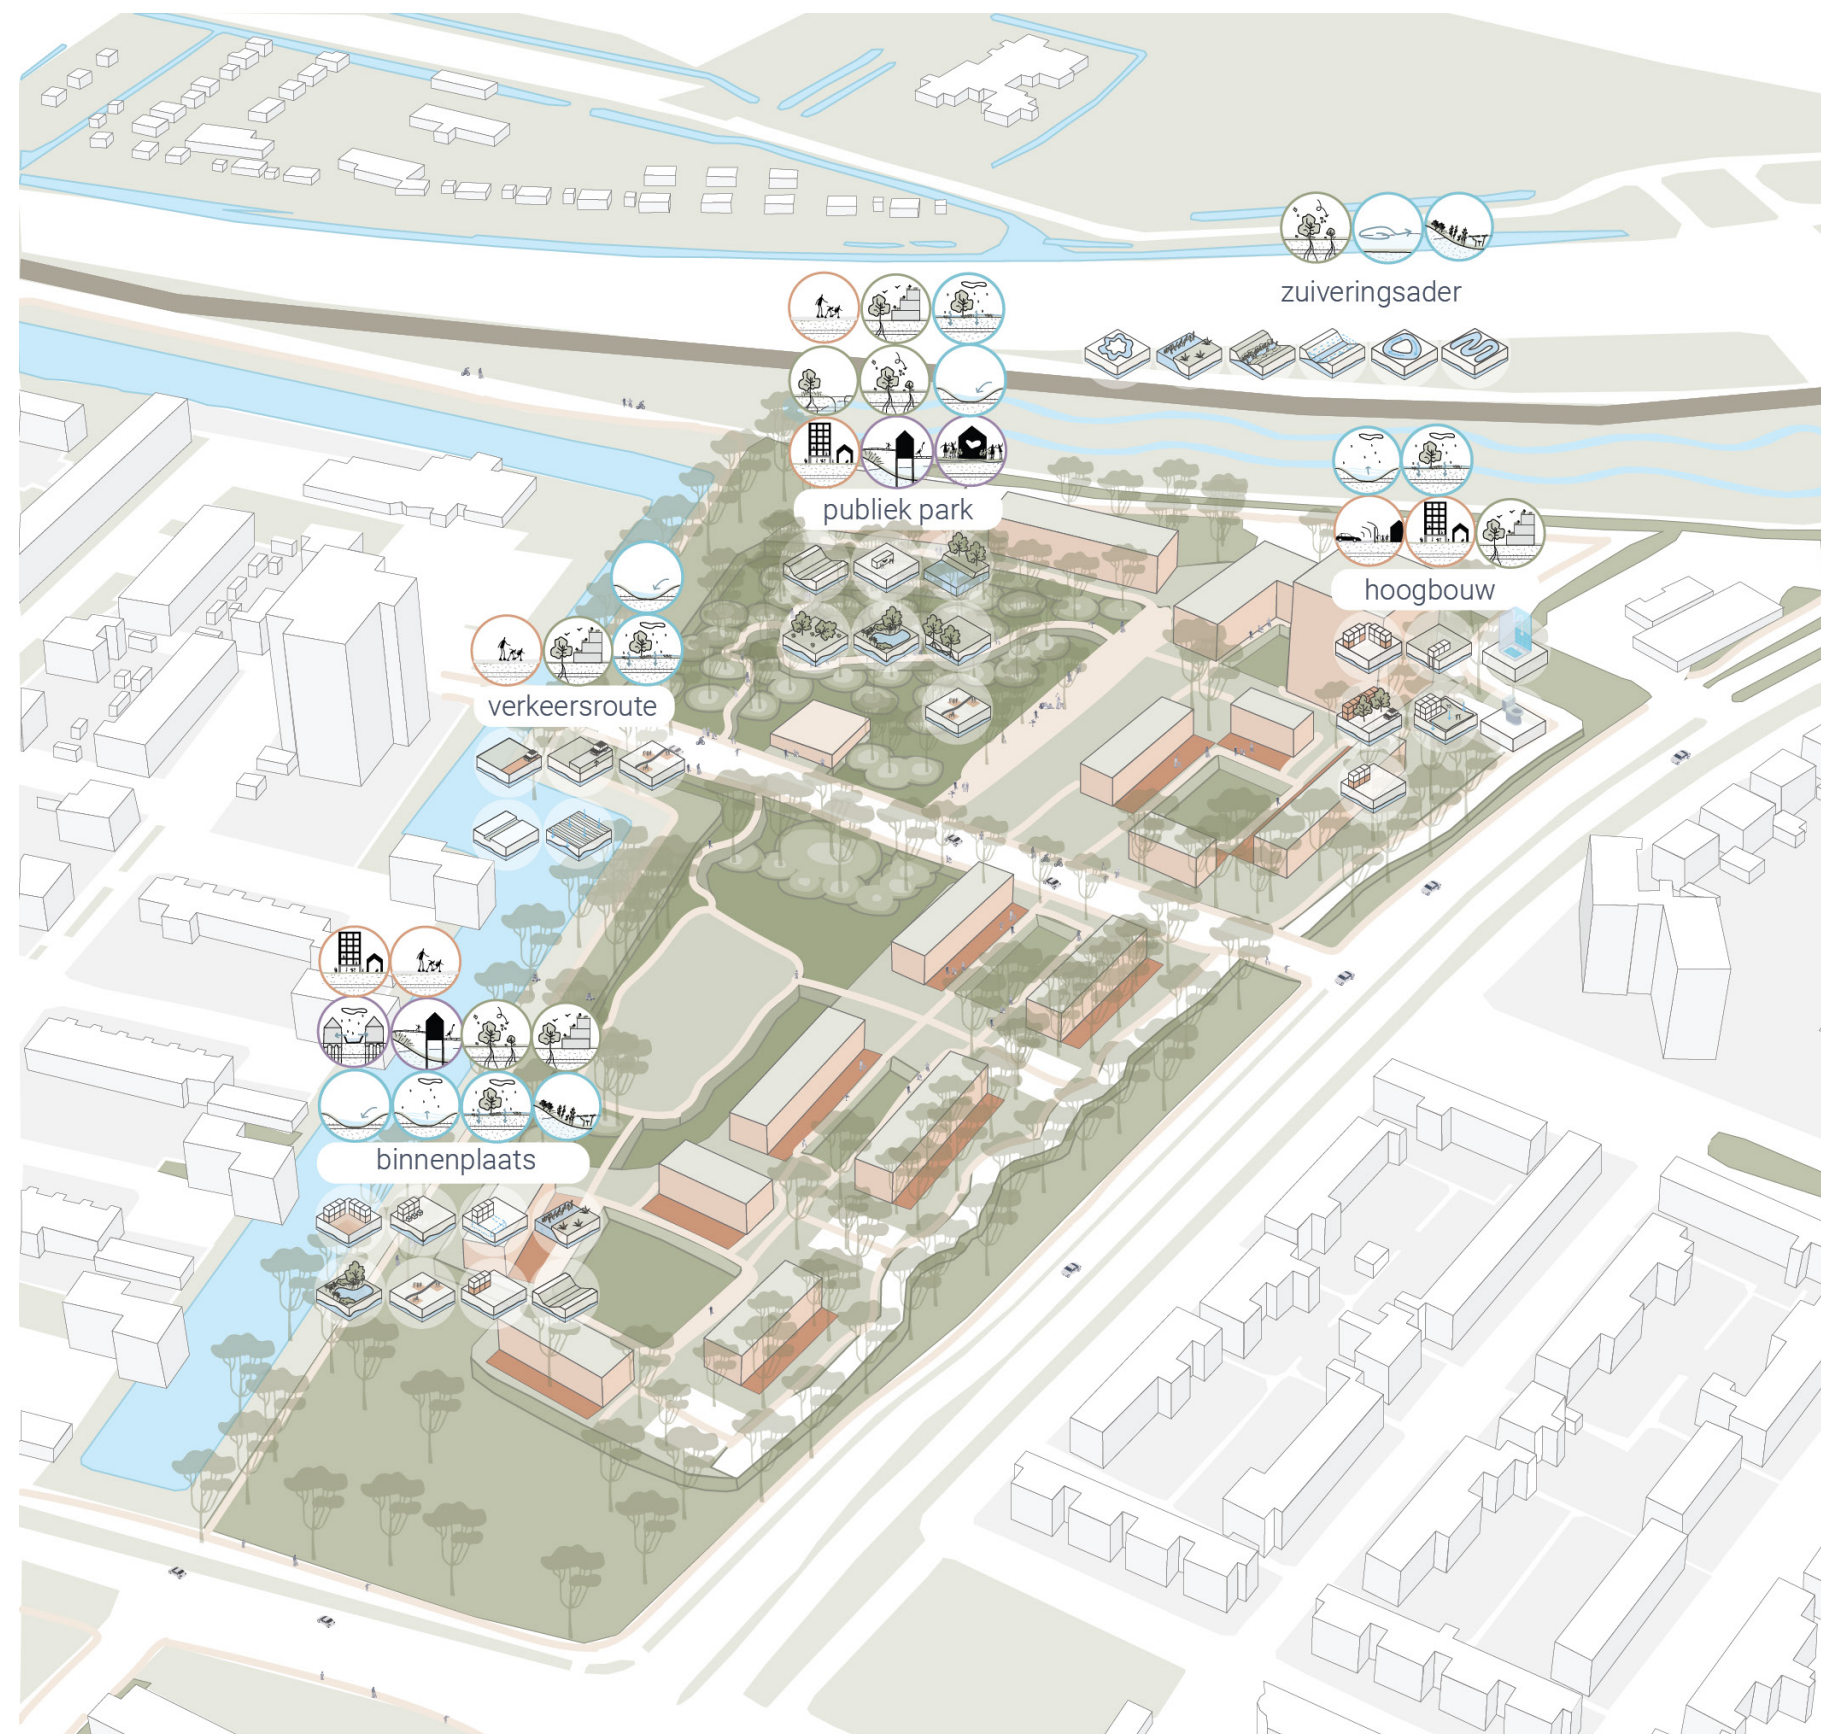 zuiveringsader
publiek park
hoogbouw
verkeersroute
binnenplaats